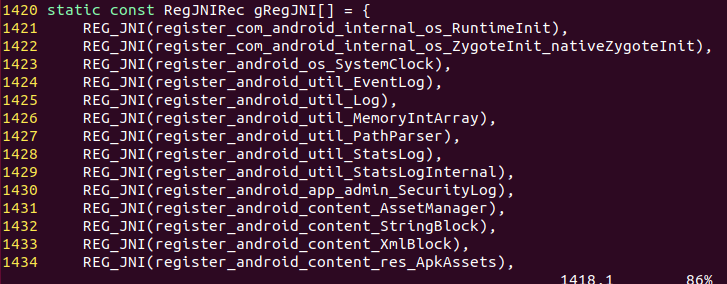 1420 static const RegJNIRec gRegJNI[] = {
1421     REG_JNI(register_com_android_internal_os_RuntimeInit),
1422     REG_JNI(register_com_android_internal_os_ZygoteInit_nativeZygoteInit),
1423     REG_JNI(register_android_os_SystemClock),
1424     REG_JNI(register_android_util_EventLog),
1425     REG_JNI(register_android_util_Log),
1426     REG_JNI(register_android_util_MemoryIntArray),
1427     REG_JNI(register_android_util_PathParser),
1428     REG_JNI(register_android_util_StatsLog),
1429     REG_JNI(register_android_util_StatsLogInternal),
1430     REG_JNI(register_android_app_admin_SecurityLog),
1431     REG_JNI(register_android_content_AssetManager),
1432     REG_JNI(register_android_content_StringBlock),
1433     REG_JNI(register_android_content_XmlBlock),
1434     REG_JNI(register_android_content_res_ApkAssets),
1418,1 86%